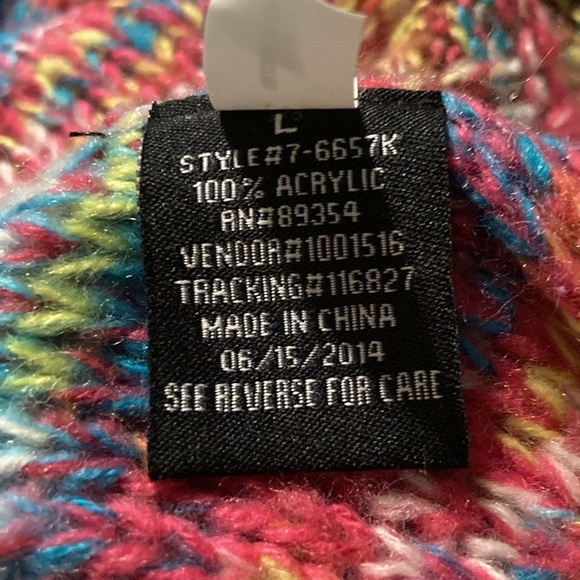 L
STYLE#7-6657K
100% ACRYLIC
RN#89354
VENDOR#1001516
TRACKING#116827
MADE IN CHINA
06/15/2014
SEE REVERSE FOR CARE